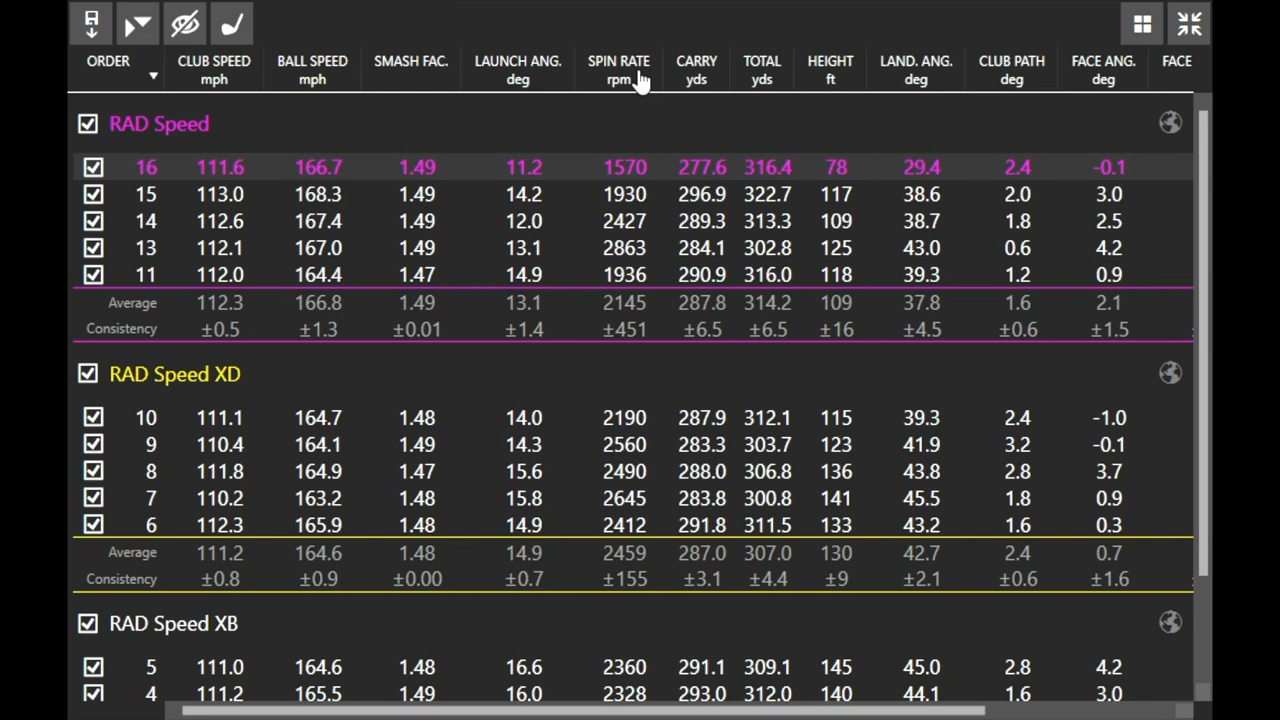 ORDER CLUB SPEED BALL SPEED SMASH FAC. LAUNCH ANG. SPIN RATE CARRY TOTAL HEIGHT LAND. ANG. CLUB PATH FACE ANG. FACE
mph mph deg rpm yds yds ft deg deg deg
RAD Speed
16 111.6 166.7 1.49 11.2 1570 277.6 316.4 78 29.4 2.4 -0.1
15 113.0 168.3 1.49 14.2 1930 296.9 322.7 117 38.6 2.0 3.0
14 112.6 167.4 1.49 12.0 2427 289.3 313.3 109 38.7 1.8 2.5
13 112.1 167.0 1.49 13.1 2863 284.1 302.8 125 43.0 0.6 4.2
11 112.0 164.4 1.47 14.9 1936 290.9 316.0 118 39.3 1.2 0.9
Average 112.3 166.8 1.49 13.1 2145 287.8 314.2 109 37.8 1.6 2.1
Consistency ±0.5 ±1.3 ±0.01 ±1.4 ±451 ±6.5 ±6.5 ±16 ±4.5 ±0.6 ±1.5
RAD Speed XD
10 111.1 164.7 1.48 14.0 2190 287.9 312.1 115 39.3 2.4 -1.0
9 110.4 164.1 1.49 14.3 2560 283.3 303.7 123 41.9 3.2 -0.1
8 111.8 164.9 1.47 15.6 2490 288.0 306.8 136 43.8 2.8 3.7
7 110.2 163.2 1.48 15.8 2645 283.8 300.8 141 45.5 1.8 0.9
6 112.3 165.9 1.48 14.9 2412 291.8 311.5 133 43.2 1.6 0.3
Average 111.2 164.6 1.48 14.9 2459 287.0 307.0 130 42.7 2.4 0.7
Consistency ±0.8 ±0.9 ±0.00 ±0.7 ±155 ±3.1 ±4.4 ±9 ±2.1 ±0.6 ±1.6
RAD Speed XB
5 111.0 164.6 1.48 16.6 2360 291.1 309.1 145 45.0 2.8 4.2
4 111.2 165.5 1.49 16.0 2328 293.0 312.0 140 44.1 1.6 3.0